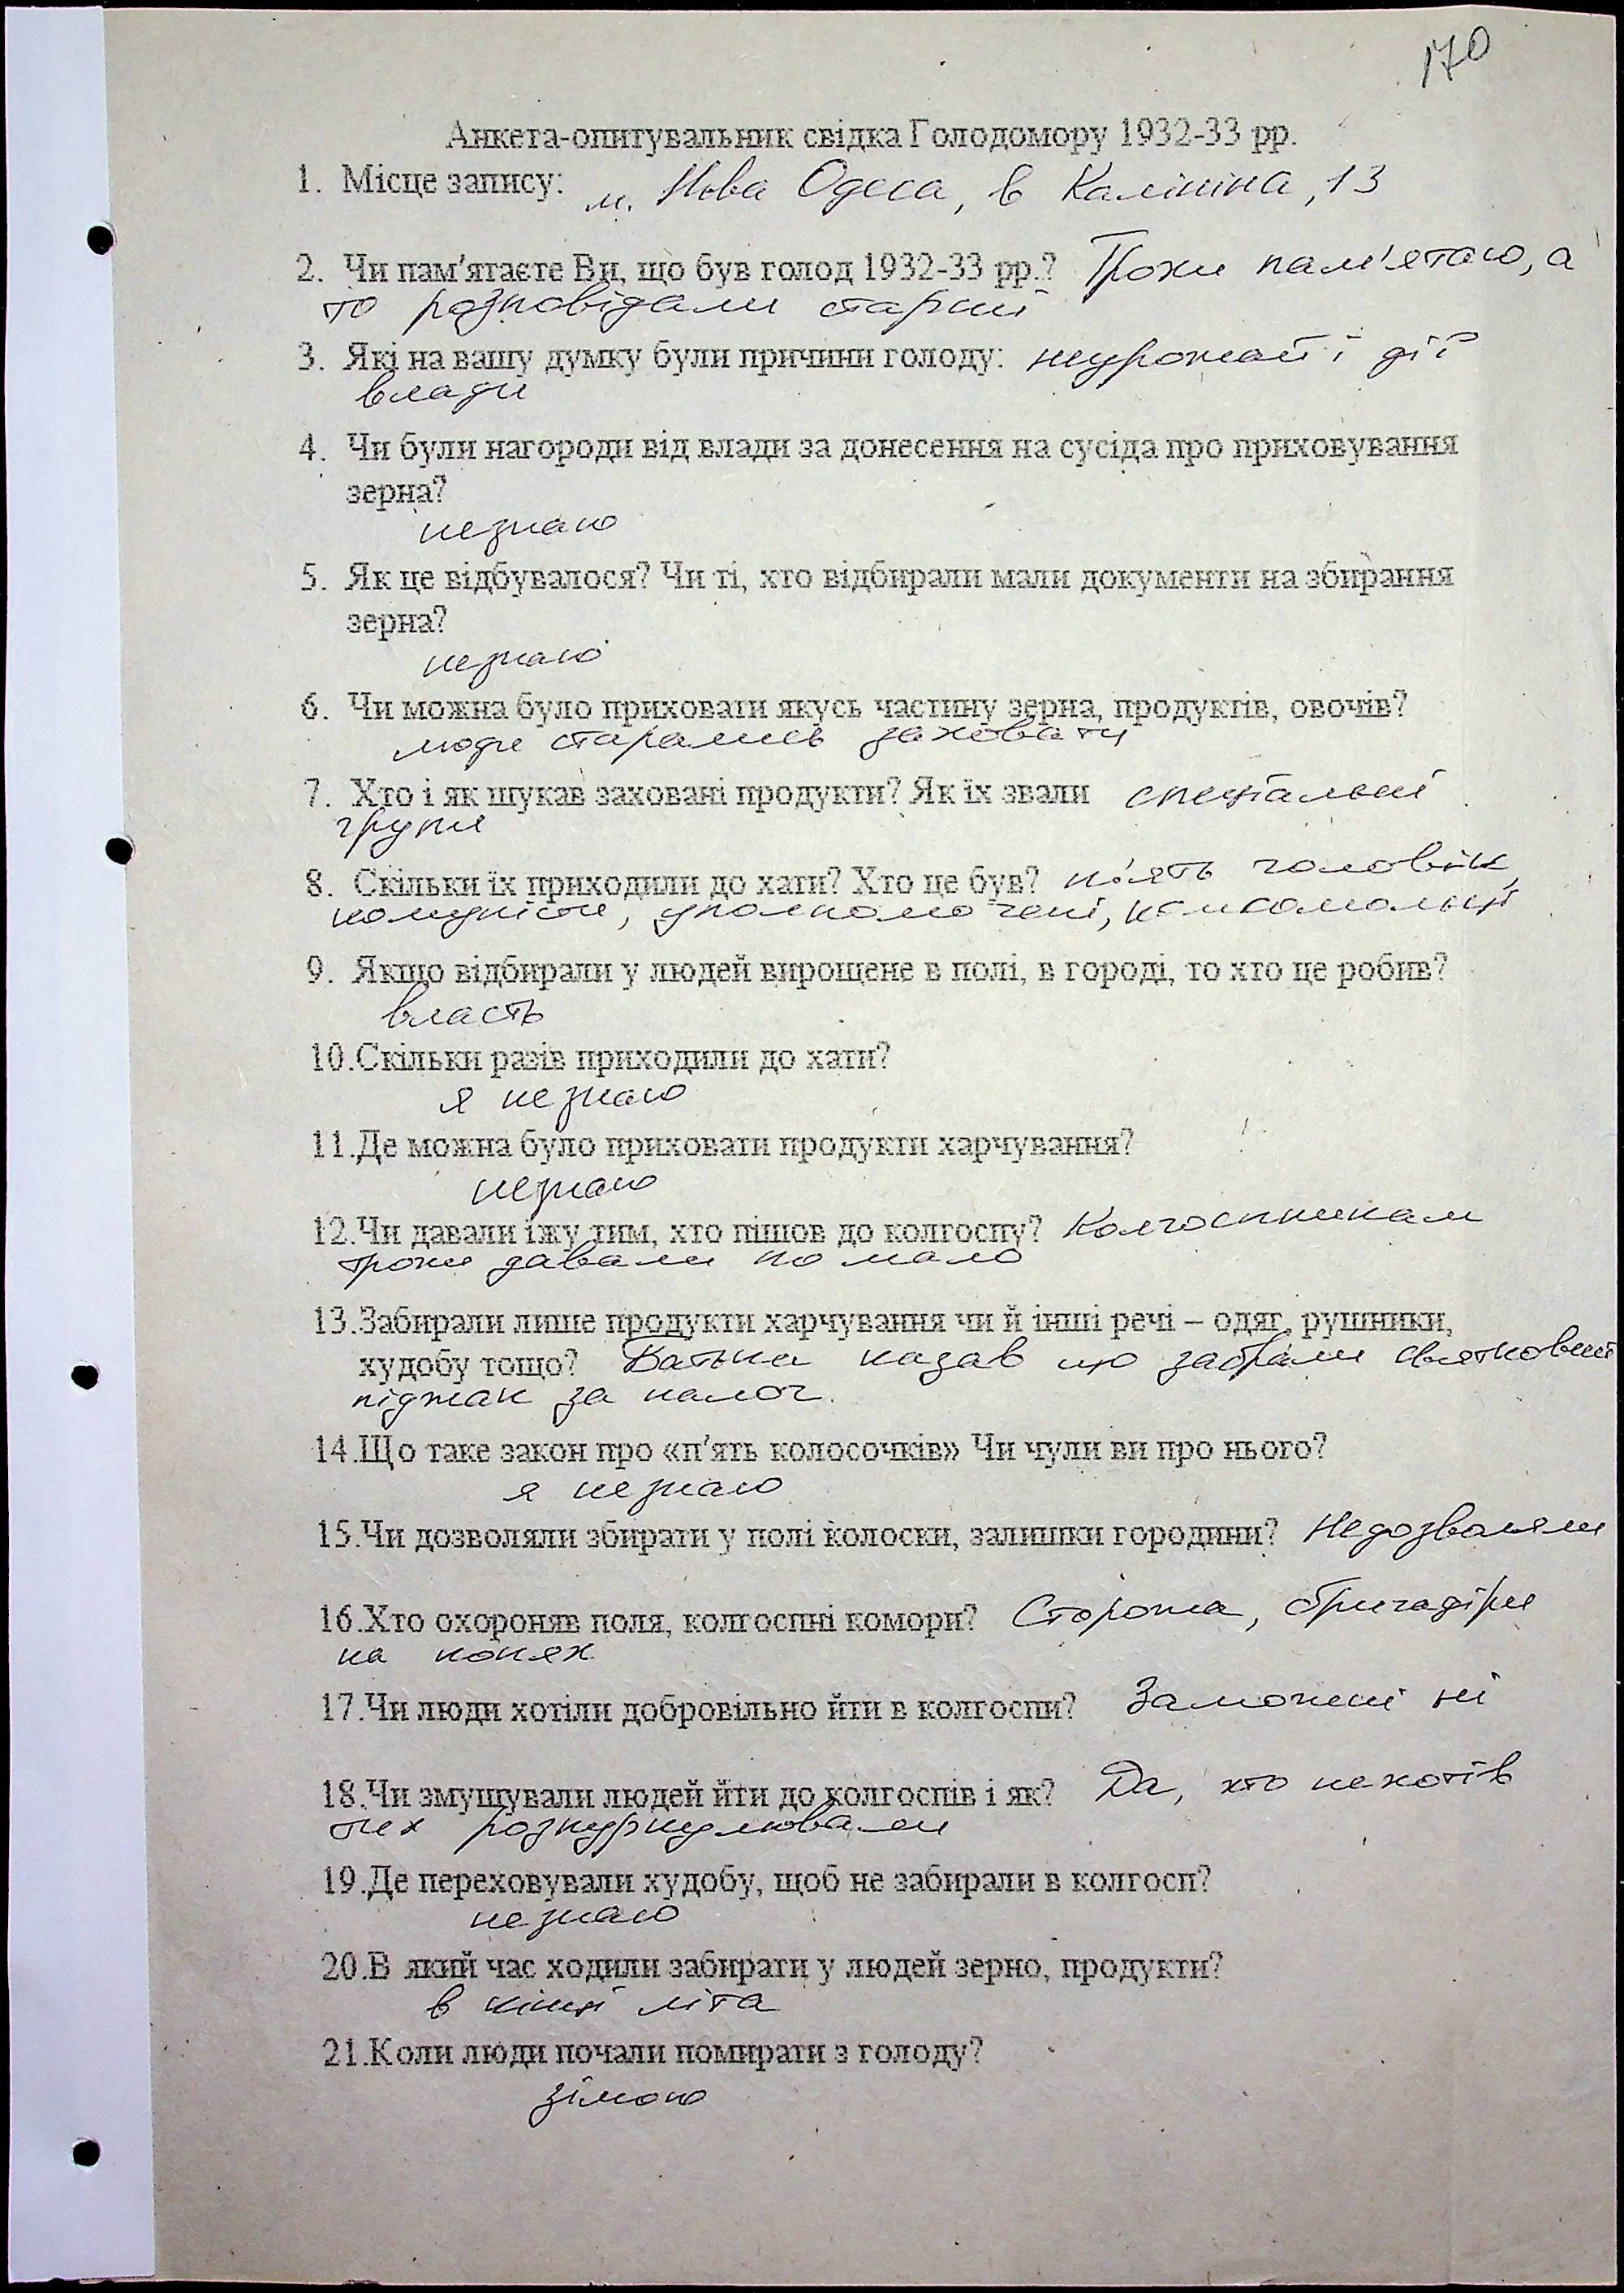 170
Анкета-опитувальник свідка Голодомору 1932-33 рр.
1. Місце запису: м. Нова Одеса, в Калініна, 13
2. Чи пам'ятаєте Ви, що був голод 1932-33 рр.? Трохи пам'ятаю, а
то розповідали старші
3. Які на вашу думку були причини голоду: неурожай і дії
влади
4. Чи були нагороди від влади за донесення на сусіда про приховування
зерна?
незнаю
5. Як це відбувалося? Чи ті, хто відбирали мали документи на збирання
зерна?
незнаю
6. Чи можна було приховати якусь частину зерна, продуктів, овочів?
люди старались заховати
7. Хто і як шукав заховані продукти? Як їх звали спеціальні
групи
8. Скільки їх приходили до хати? Хто це був? п'ять чоловік,
комуністи, уполномочені, комсомольці
9. Якщо відбирали у людей вирощене в полі, в городі, то хто це робив?
власть
10.Скільки разів приходили до хати?
я незнаю
11.Де можна було приховати продукти харчування?
незнаю
12.Чи давали їжу тим, хто пішов до колгоспу? Колгоспникам
трохи давали по мало
13.Забирали лише продукти харчування чи й інші речі – одяг, рушники,
худобу тощо? Батько казав що забрали святковий
піджак за налог.
14.Що таке закон про «п'ять колосочків» Чи чули ви про нього?
я незнаю
15.Чи дозволяли збирати у полі колоски, залишки городини? Недозваляли
16.Хто охороняв поля, колгоспні комори? Сторожа, бригадіри
на конях
17.Чи люди хотіли добровільно йти в колгоспи? Заможні ні
18.Чи змушували людей йти до колгоспів і як? Да, хто нехотів
тих розкуркулювали
19.Де переховували худобу, щоб не забирали в колгосп?
незнаю
20.В який час ходили забирати у людей зерно, продукти?
в кінці літа
21.Коли люди почали помирати з голоду?
зімою